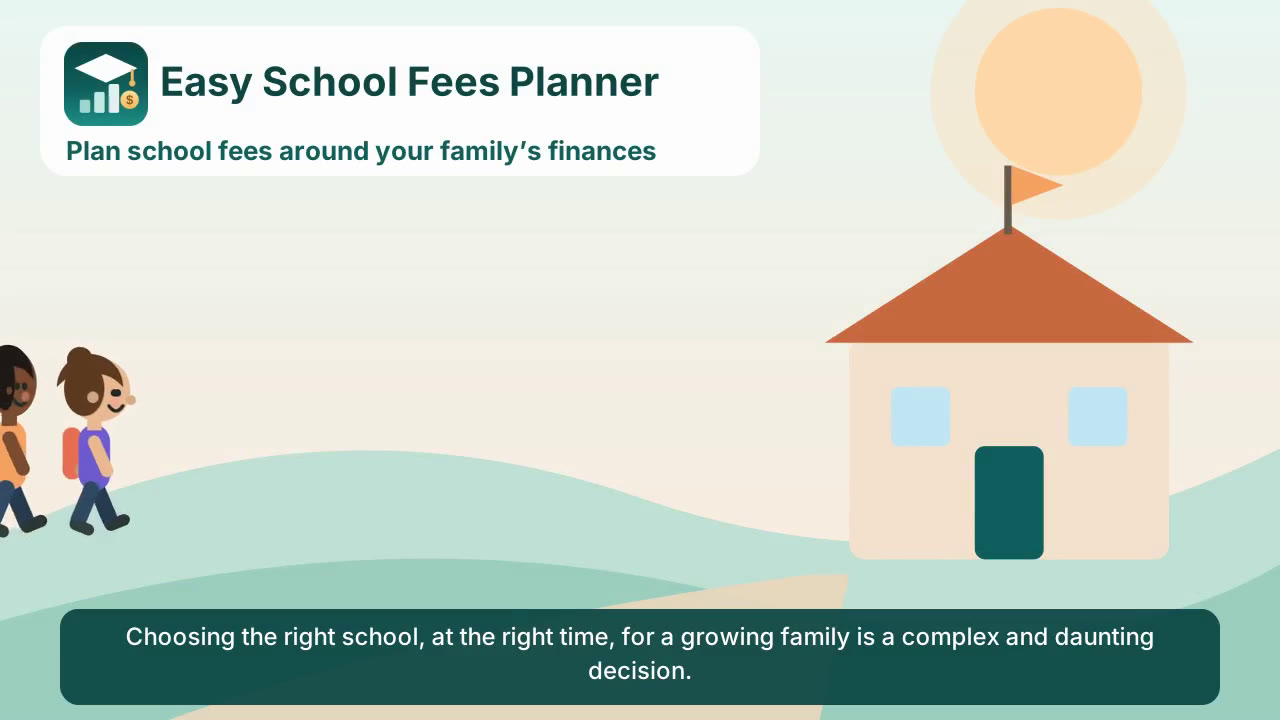 $
Easy School Fees Planner
Plan school fees around your family’s finances
Choosing the right school, at the right time, for a growing family is a complex and daunting
decision.